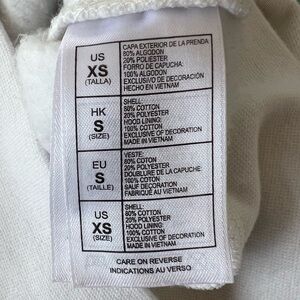 US
XS
(TALLA)
CAPA EXTERIOR DE LA PRENDA
80% ALGODON
20% POLYESTER
FORRO DE CAPUCHA
100% ALGODON
EXCLUSIVO DE DECORACIÓN
HECHO EN VIETNAM
HK
S
(SIZE)
SHELL:
80% COTTON
20% POLYESTER
HOOD LINING:
100% COTTON
EXCLUSIVE OF DECORATION
MADE IN VIETNAM
EU
S
(TAILLE)
VESTE:
80% COTON
20% POLYESTER
DOUBLURE DE LA CAPUCHE
100% COTON
SAUF DECORATION
FABRIQUÉ AU VIETNAM
US
XS
(SIZE)
SHELL:
80% COTTON
20% POLYESTER
HOOD LINING:
100% COTTON
EXCLUSIVE OF DECORATION
MADE IN VIETNAM
CARE ON REVERSE
INDICATIONS AU VERSO